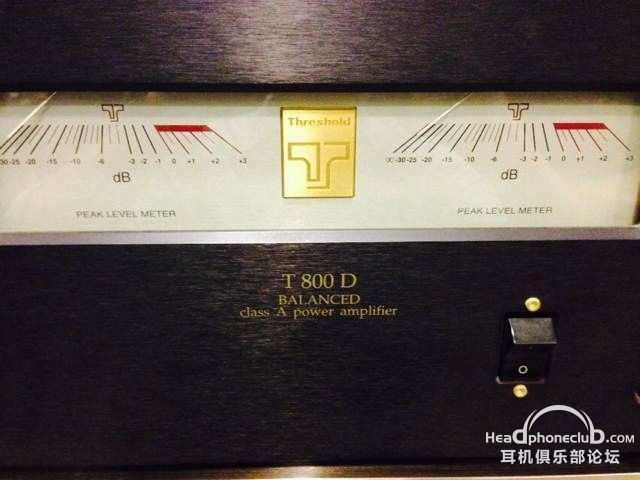 Threshold
30-25 -20 -15 -10 -6 -3 -2 -1 0 +1 +2 +3
dB
PEAK LEVEL METER
∞-30-25 -20 -15 -10 -6 -3 -2 -1 0 +1 +2 +3
dB
PEAK LEVEL METER
T 800 D
BALANCED
class A power amplifier
HeadphoneclubD.com
耳机俱乐部论坛